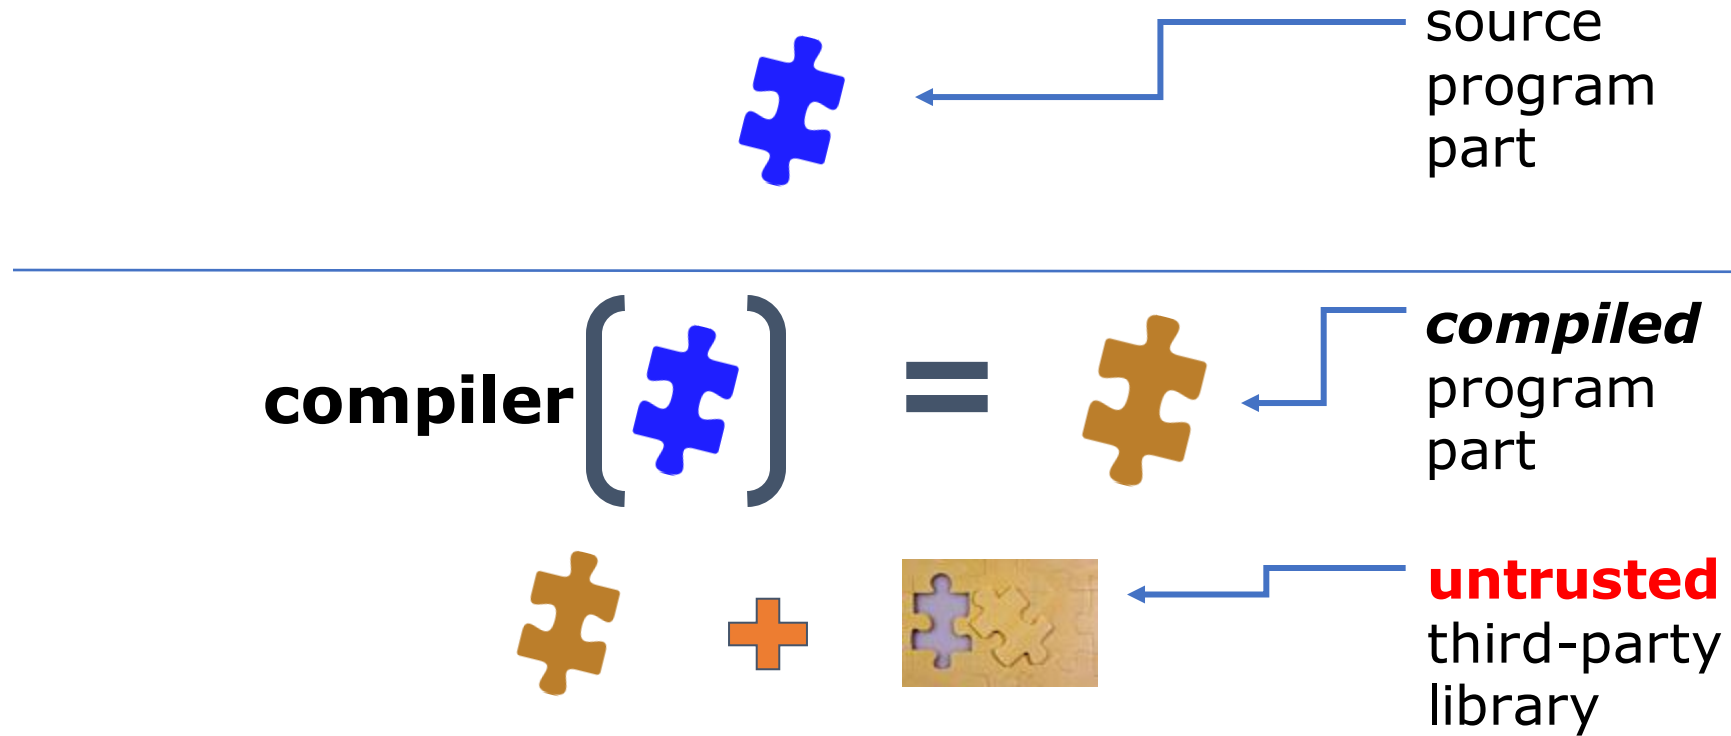 source
program
part
compiler
=
compiled
program
part
untrusted
third-party
library